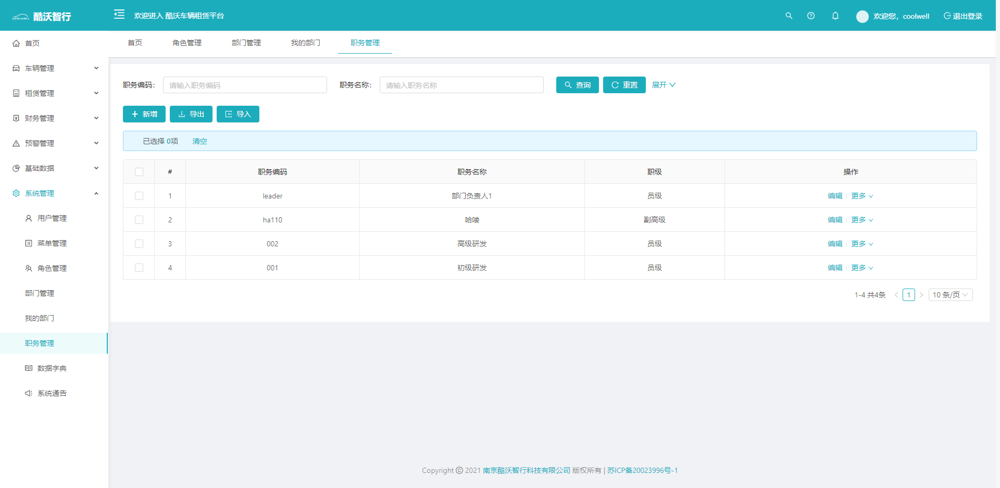 COOLWELL 酷沃智行
欢迎进入 酷沃车辆租赁平台
欢迎您，coolwell
退出登录
首页
车辆管理
租赁管理
财务管理
预警管理
基础数据
系统管理
用户管理
菜单管理
角色管理
部门管理
我的部门
职务管理
数据字典
系统通告
首页 角色管理 部门管理 我的部门 职务管理
职务编码： 请输入职务编码 职务名称： 请输入职务名称 查询 重置 展开
新增 导出 导入
已选择 0项 清空
# 职务编码 职务名称 职级 操作
1 leader 部门负责人1 员级 编辑 更多
2 ha110 哈喽 副高级 编辑 更多
3 002 高级研发 员级 编辑 更多
4 001 初级研发 员级 编辑 更多
1-4 共4条 < 1 > 10 条/页
Copyright © 2021 南京酷沃智行科技有限公司 版权所有 | 苏ICP备20023996号-1